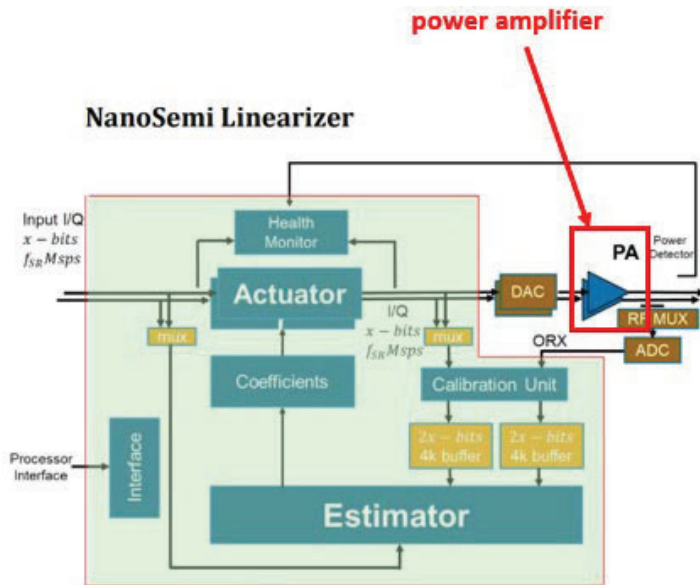 power amplifier
NanoSemi Linearizer
Input I/Q
x − bits
f_SR Msps
Health
Monitor
PA
Power
Detector
Actuator
DAC
RF MUX
I/Q
x − bits
f_SR Msps
mux
mux
ORX
ADC
Coefficients
Calibration Unit
2x − bits
4k buffer
2x − bits
4k buffer
Processor
Interface
Interface
Estimator